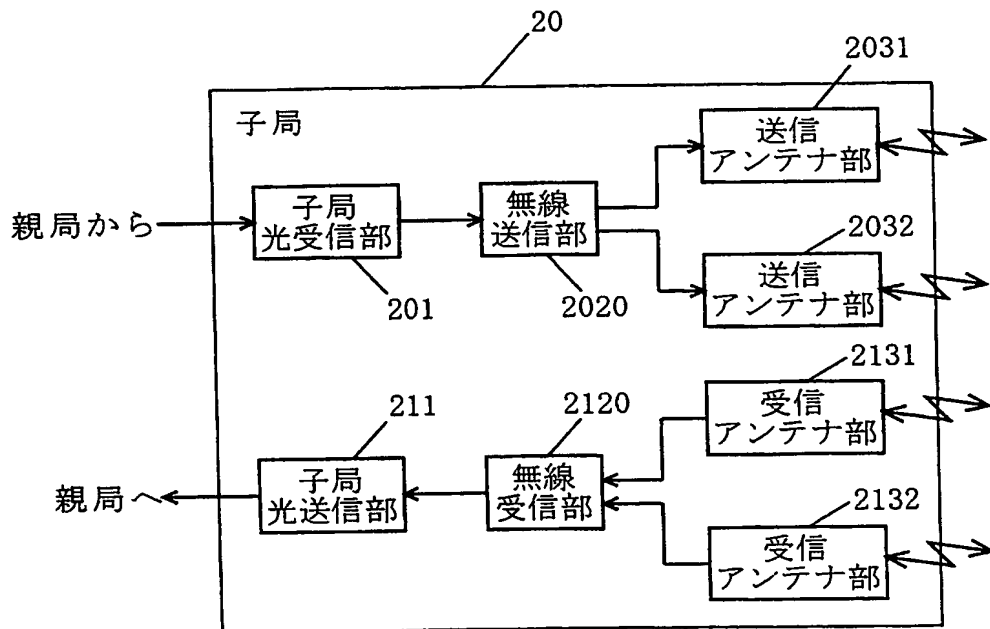 20
2031
子局
送信
アンテナ部
親局から
子局
光受信部
無線
送信部
2032
201
2020
送信
アンテナ部
2131
211
2120
受信
アンテナ部
親局へ
子局
光送信部
無線
受信部
2132
受信
アンテナ部